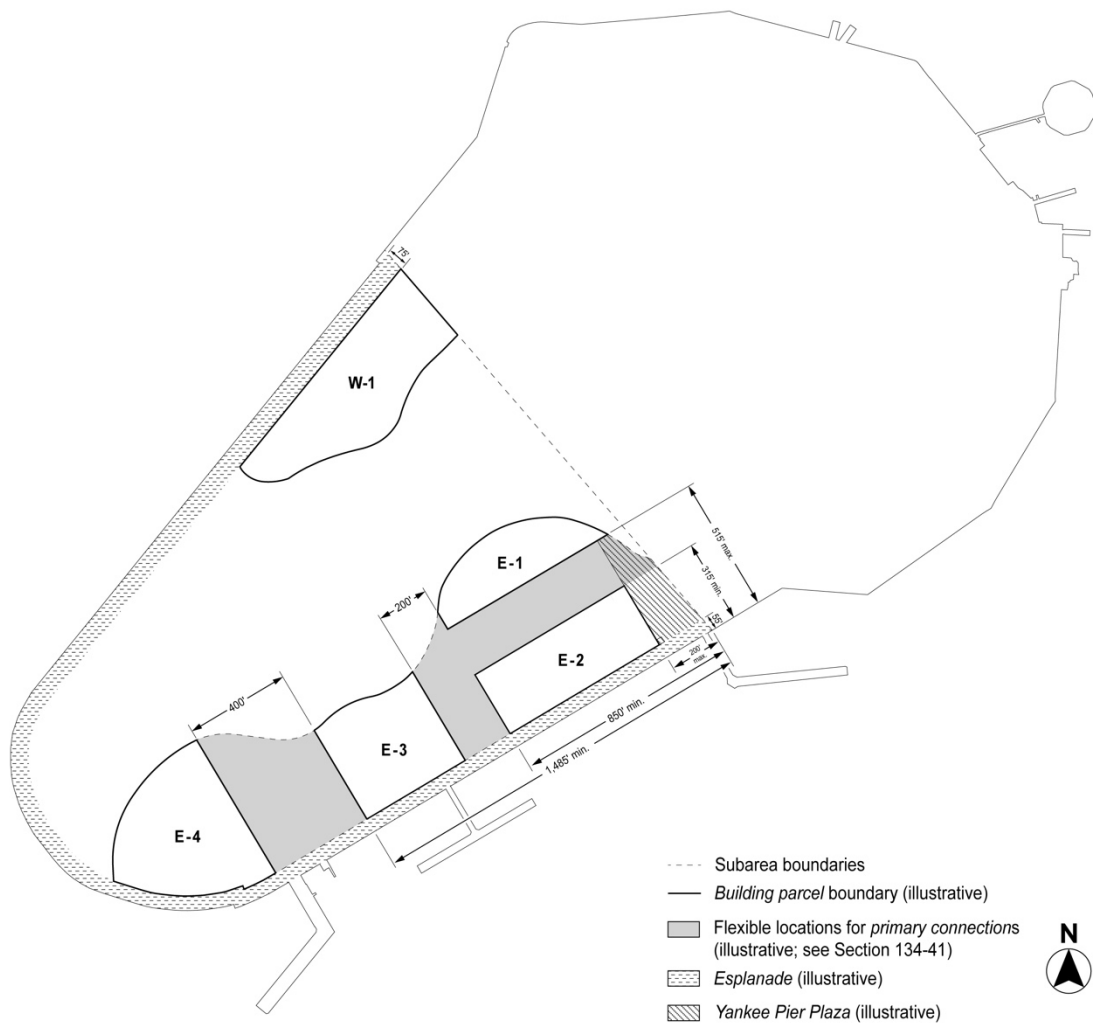 75'
W-1
515' max.
E-1
315' min.
200'
55'
E-2
200'
max.
400'
850' min.
E-3
1,485' min.
E-4
Subarea boundaries
Building parcel boundary (illustrative)
Flexible locations for primary connections
(illustrative; see Section 134-41)
N
Esplanade (illustrative)
Yankee Pier Plaza (illustrative)